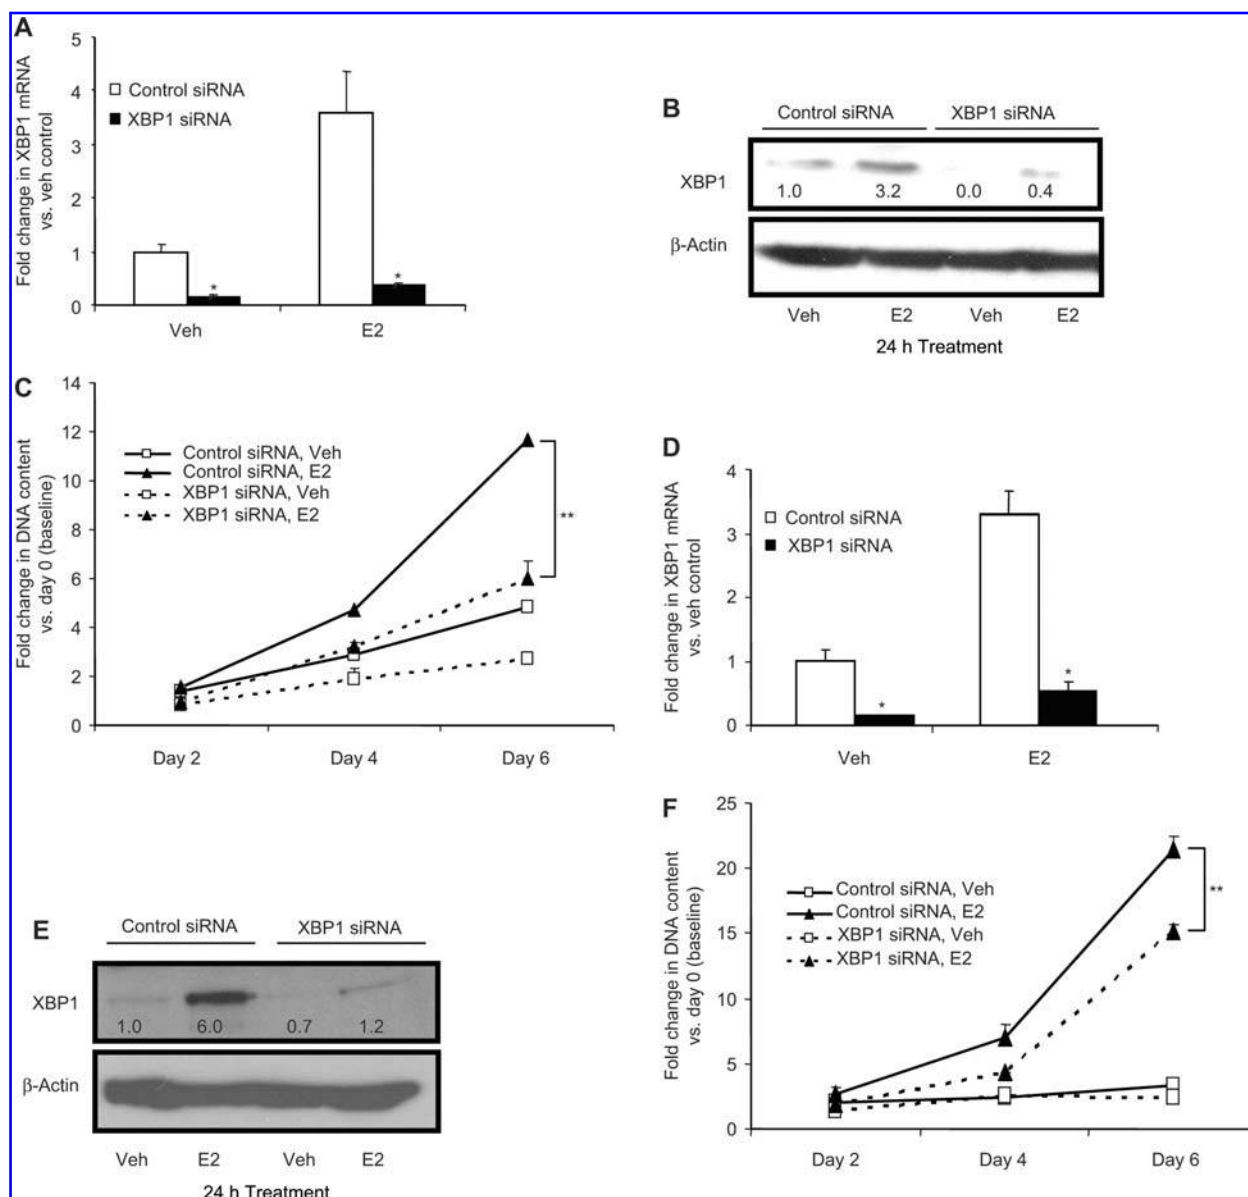 A
Fold change in XBP1 mRNA
vs. veh control
5
4
3
2
1
0
Control siRNA
XBP1 siRNA
*
*
Veh
E2
B
Control siRNA
XBP1 siRNA
XBP1
1.0
3.2
0.0
0.4
β-Actin
Veh
E2
Veh
E2
24 h Treatment
C
Fold change in DNA content
vs. day 0 (baseline)
14
12
10
8
6
4
2
0
Control siRNA, Veh
Control siRNA, E2
XBP1 siRNA, Veh
XBP1 siRNA, E2
**
Day 2
Day 4
Day 6
D
Fold change in XBP1 mRNA
vs. veh control
4
3
2
1
0
Control siRNA
XBP1 siRNA
*
*
Veh
E2
E
Control siRNA
XBP1 siRNA
XBP1
1.0
6.0
0.7
1.2
β-Actin
Veh
E2
Veh
E2
24 h Treatment
F
Fold change in DNA content
vs. day 0 (baseline)
25
20
15
10
5
0
Control siRNA, Veh
Control siRNA, E2
XBP1 siRNA, Veh
XBP1 siRNA, E2
**
Day 2
Day 4
Day 6